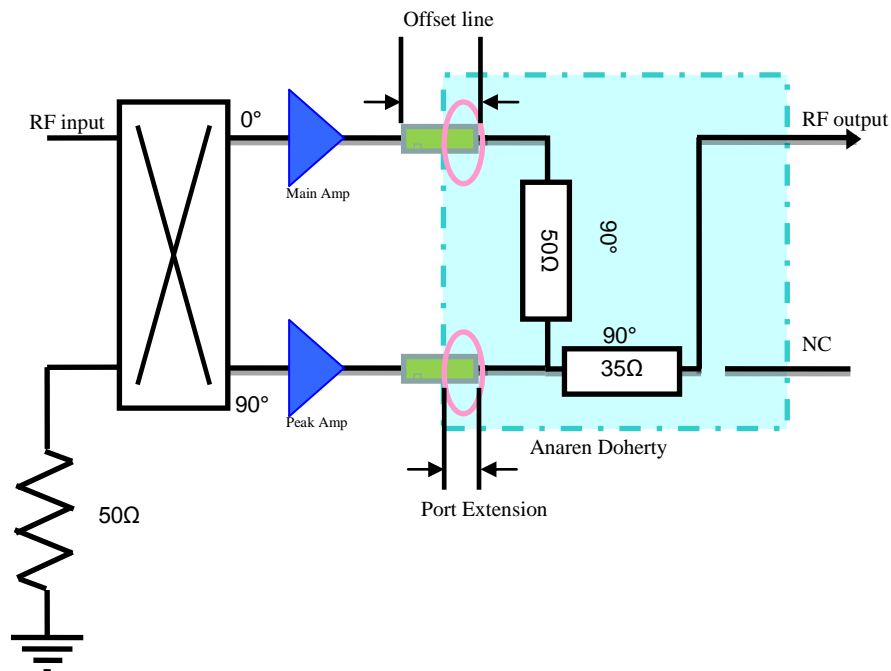 Offset line
RF input
0°
RF output
Main Amp
50Ω
90°
90°
35Ω
NC
90°
Peak Amp
Anaren Doherty
Port Extension
50Ω